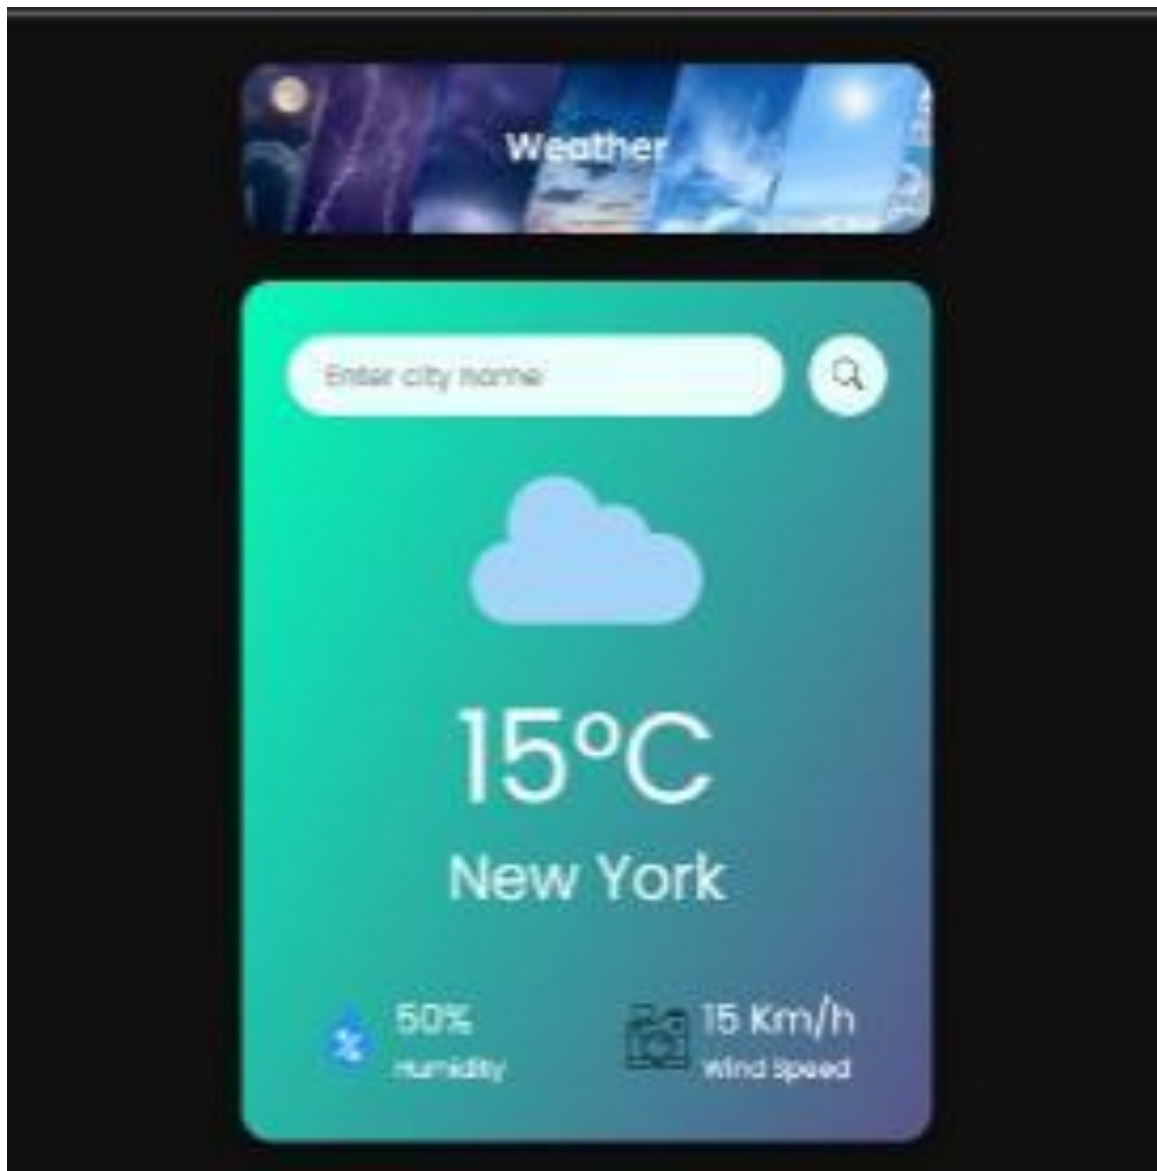 Weather
Enter city name
15°C
New York
50%
Humidity
15 Km/h
Wind Speed